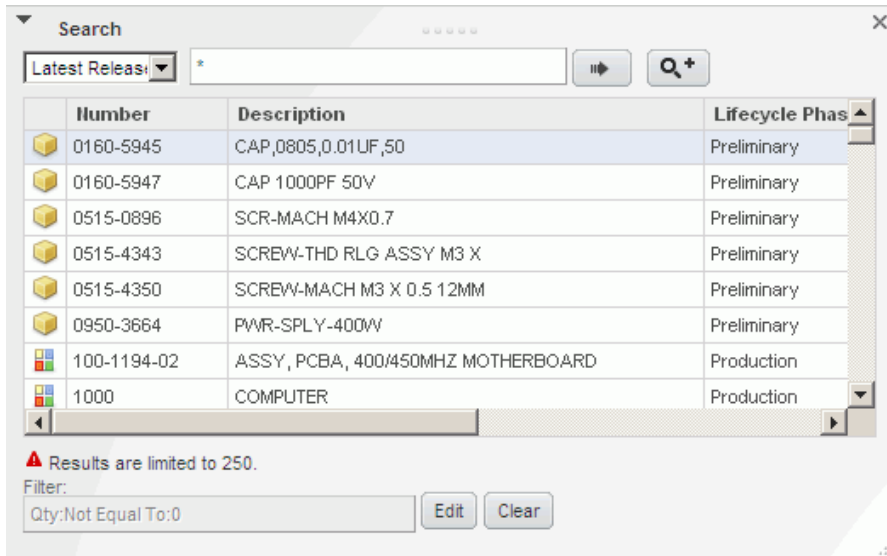 Search
Latest Releas
*
Number Description Lifecycle Phas
0160-5945 CAP,0805,0.01UF,50 Preliminary
0160-5947 CAP 1000PF 50V Preliminary
0515-0896 SCR-MACH M4X0.7 Preliminary
0515-4343 SCREW-THD RLG ASSY M3 X Preliminary
0515-4350 SCREW-MACH M3 X 0.5 12MM Preliminary
0950-3664 PWR-SPLY-400W Preliminary
100-1194-02 ASSY, PCBA, 400/450MHZ MOTHERBOARD Production
1000 COMPUTER Production
Results are limited to 250.
Filter:
Qty:Not Equal To:0 Edit Clear